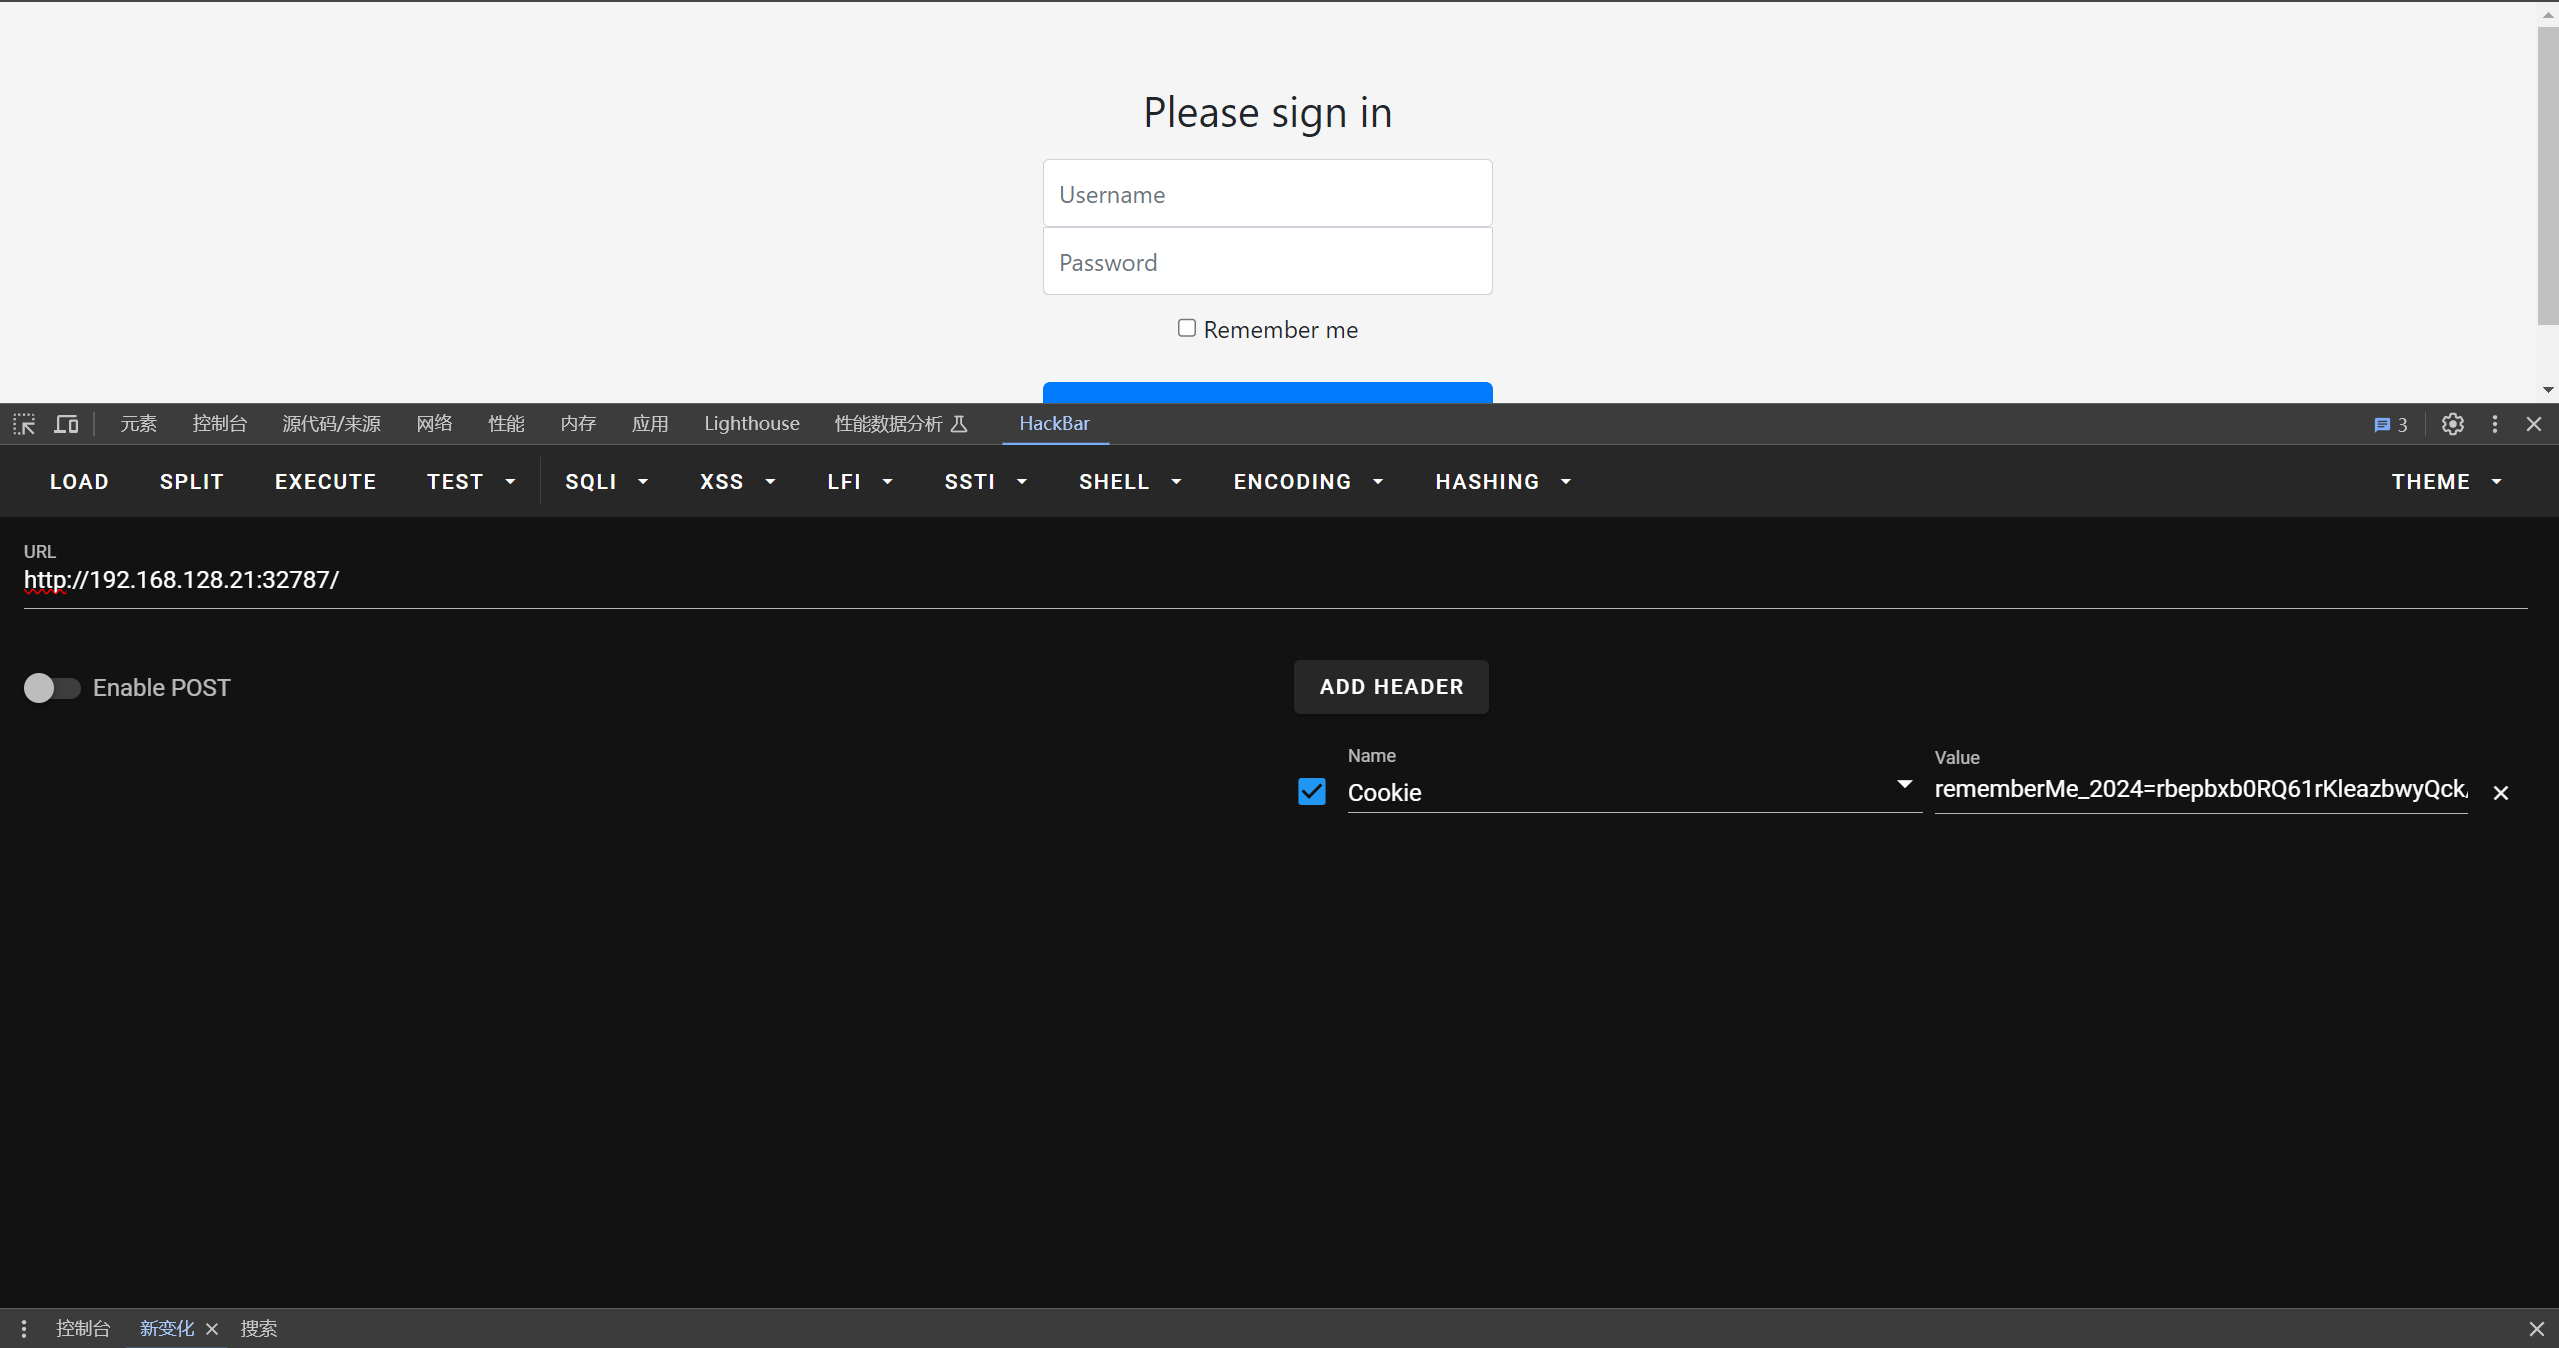 Please sign in
Username
Password
Remember me
元素 控制台 源代码/来源 网络 性能 内存 应用 Lighthouse 性能数据分析 HackBar 3
LOAD SPLIT EXECUTE TEST SQLI XSS LFI SSTI SHELL ENCODING HASHING THEME
URL
http://192.168.128.21:32787/
Enable POST ADD HEADER
Name Value
Cookie rememberMe_2024=rbepbxb0RQ61rKleazbwyQck
控制台 新变化 搜索